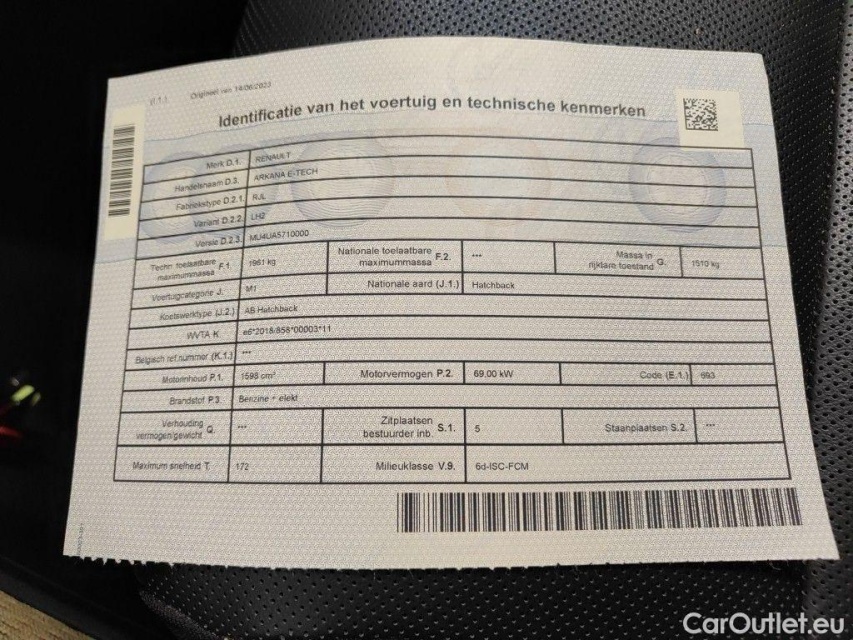 (I.1.) Origineel van 14/06/2023
Identificatie van het voertuig en technische kenmerken
Merk D.1. RENAULT
Handelsnaam D.3. ARKANA E-TECH
Fabriekstype D.2.1. RJL
Variant D.2.2. LH2
Versie D.2.3. MU4UA5710000
Techn toelaatbare maximummassa F.1. 1961 kg Nationale toelaatbare maximummassa F.2. *** Massa in rijklare toestand G. 1510 kg
Voertuigcategorie J. M1 Nationale aard (J.1.) Hatchback
Koetswerktype (J.2.) AB Hatchback
WVTA K. e6*2018/858*00003*11
Belgisch ref.nummer (K.1.) ***
Motorinhoud P.1. 1598 cm³ Motorvermogen P.2. 69.00 kW Code (E.1.) 693
Brandstof P.3. Benzine + elekt
Verhouding vermogen/gewicht Q. *** Zitplaatsen bestuurder inb. S.1. 5 Staanplaatsen S.2. ***
Maximum snelheid T. 172 Milieuklasse V.9. 6d-ISC-FCM
CarOutlet.eu